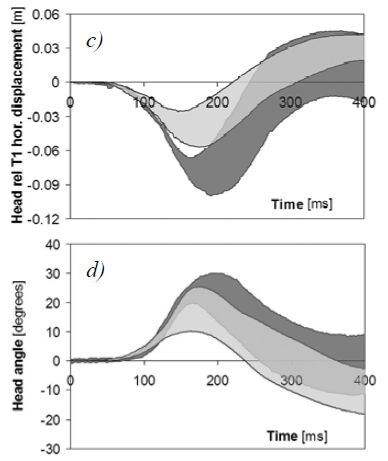 Head rel T1 hor. displacement [m]
0.06
0.03
0
-0.03
-0.06
-0.09
-0.12
c)
0 100 200 300 400
Time [ms]
Head angle [degrees]
40
30
20
10
0
-10
-20
-30
d)
0 100 200 300 400
Time [ms]